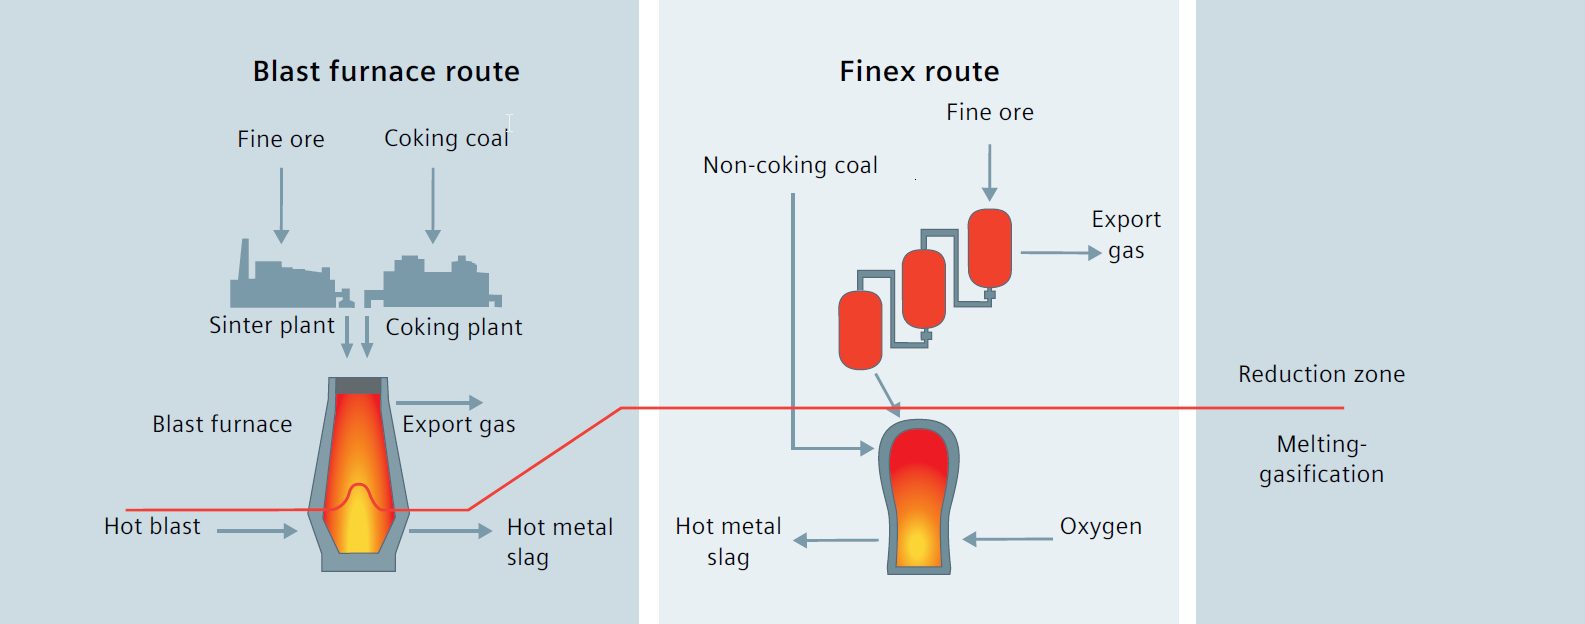 Blast furnace route
Fine ore
Coking coal
Sinter plant
Coking plant
Blast furnace
Export gas
Hot blast
Hot metal
slag
Finex route
Fine ore
Non-coking coal
Export
gas
Hot metal
slag
Oxygen
Reduction zone
Melting-
gasification